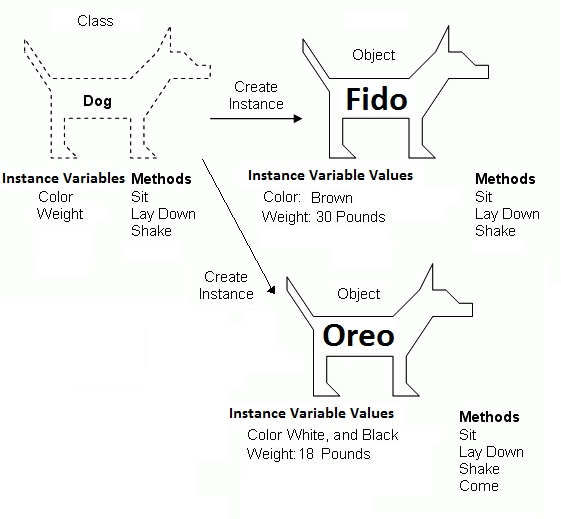 Class
Dog
Instance Variables
Color
Weight
Methods
Sit
Lay Down
Shake
Create
Instance
Object
Fido
Instance Variable Values
Color: Brown
Weight: 30 Pounds
Methods
Sit
Lay Down
Shake
Create
Instance
Object
Oreo
Instance Variable Values
Color White, and Black
Weight: 18 Pounds
Methods
Sit
Lay Down
Shake
Come